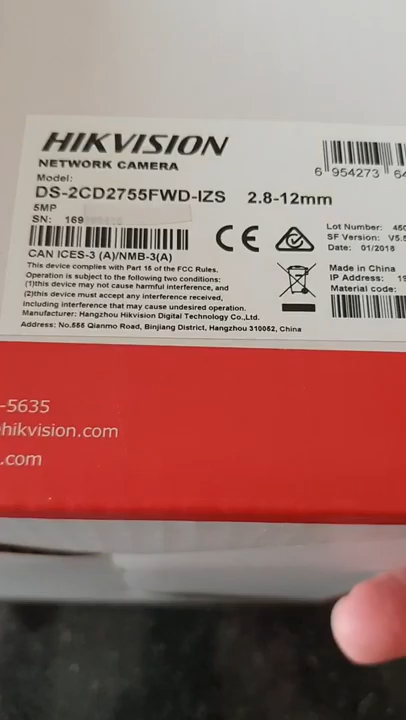 HIKVISION
NETWORK CAMERA
Model:
DS-2CD2755FWD-IZS 2.8-12mm
5MP
SN: 169
6 954273 64
CE
CAN ICES-3 (A)/NMB-3(A)
This device complies with Part 15 of the FCC Rules.
Operation is subject to the following two conditions:
(1)this device may not cause harmful interference, and
(2)this device must accept any interference received,
including interference that may cause undesired operation.
Manufacturer: Hangzhou Hikvision Digital Technology Co.,Ltd.
Address: No.555 Qianmo Road, Binjiang District, Hangzhou 310052, China
Lot Number: 450
SF Version: V5.
Date: 01/2018
Made in China
IP Address: 19
Material code:
-5635
hikvision.com
.com